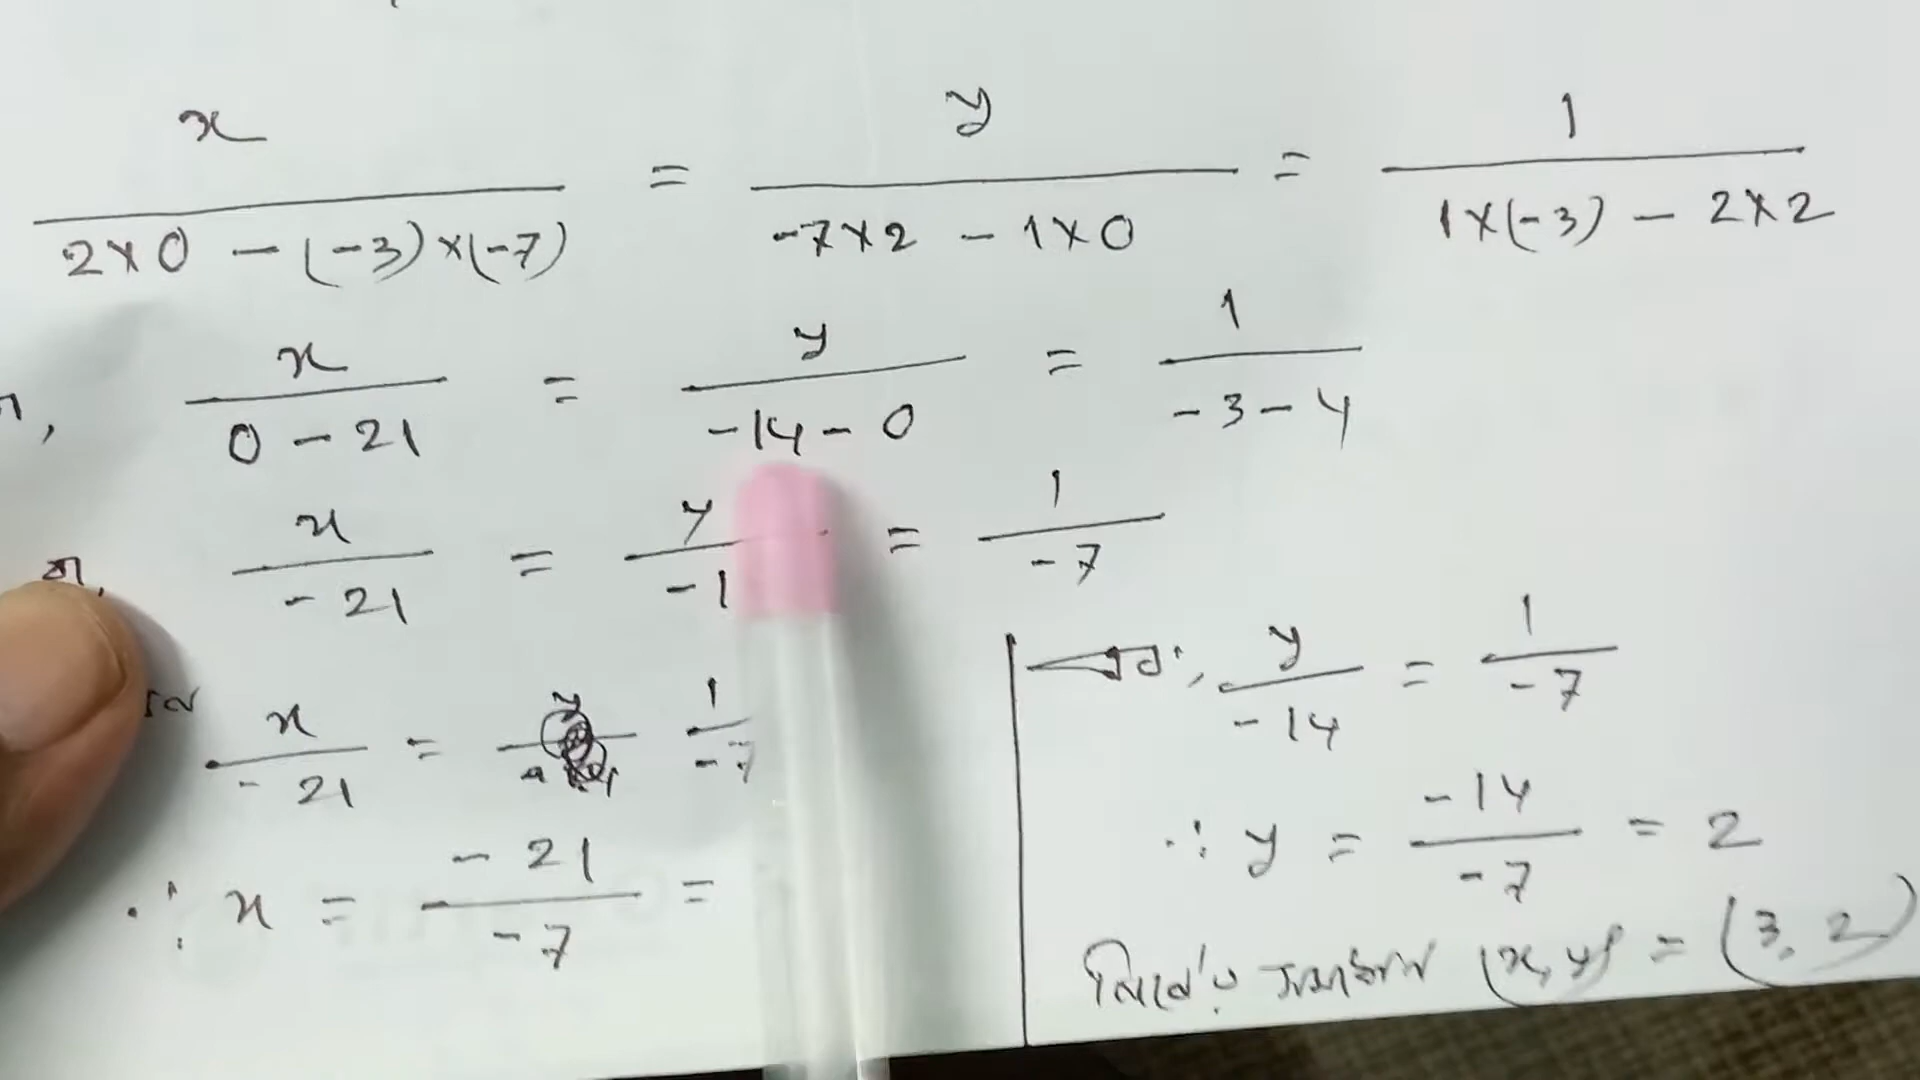 x/(2×0 − (−3)×(−7)) = y/(−7×2 − 1×0) = 1/(1×(−3) − 2×2)
x/(0 − 21) = y/(−14 − 0) = 1/(−3 − 4)
বা, x/(−21) = y/(−1 = 1/(−7)
x/(−21) = 1/(−7)
∴ x = −21/−7 =
এবং, y/(−14) = 1/(−7)
∴ y = −14/−7 = 2
নির্ণেয় সমাধান (x, y) = (3, 2)